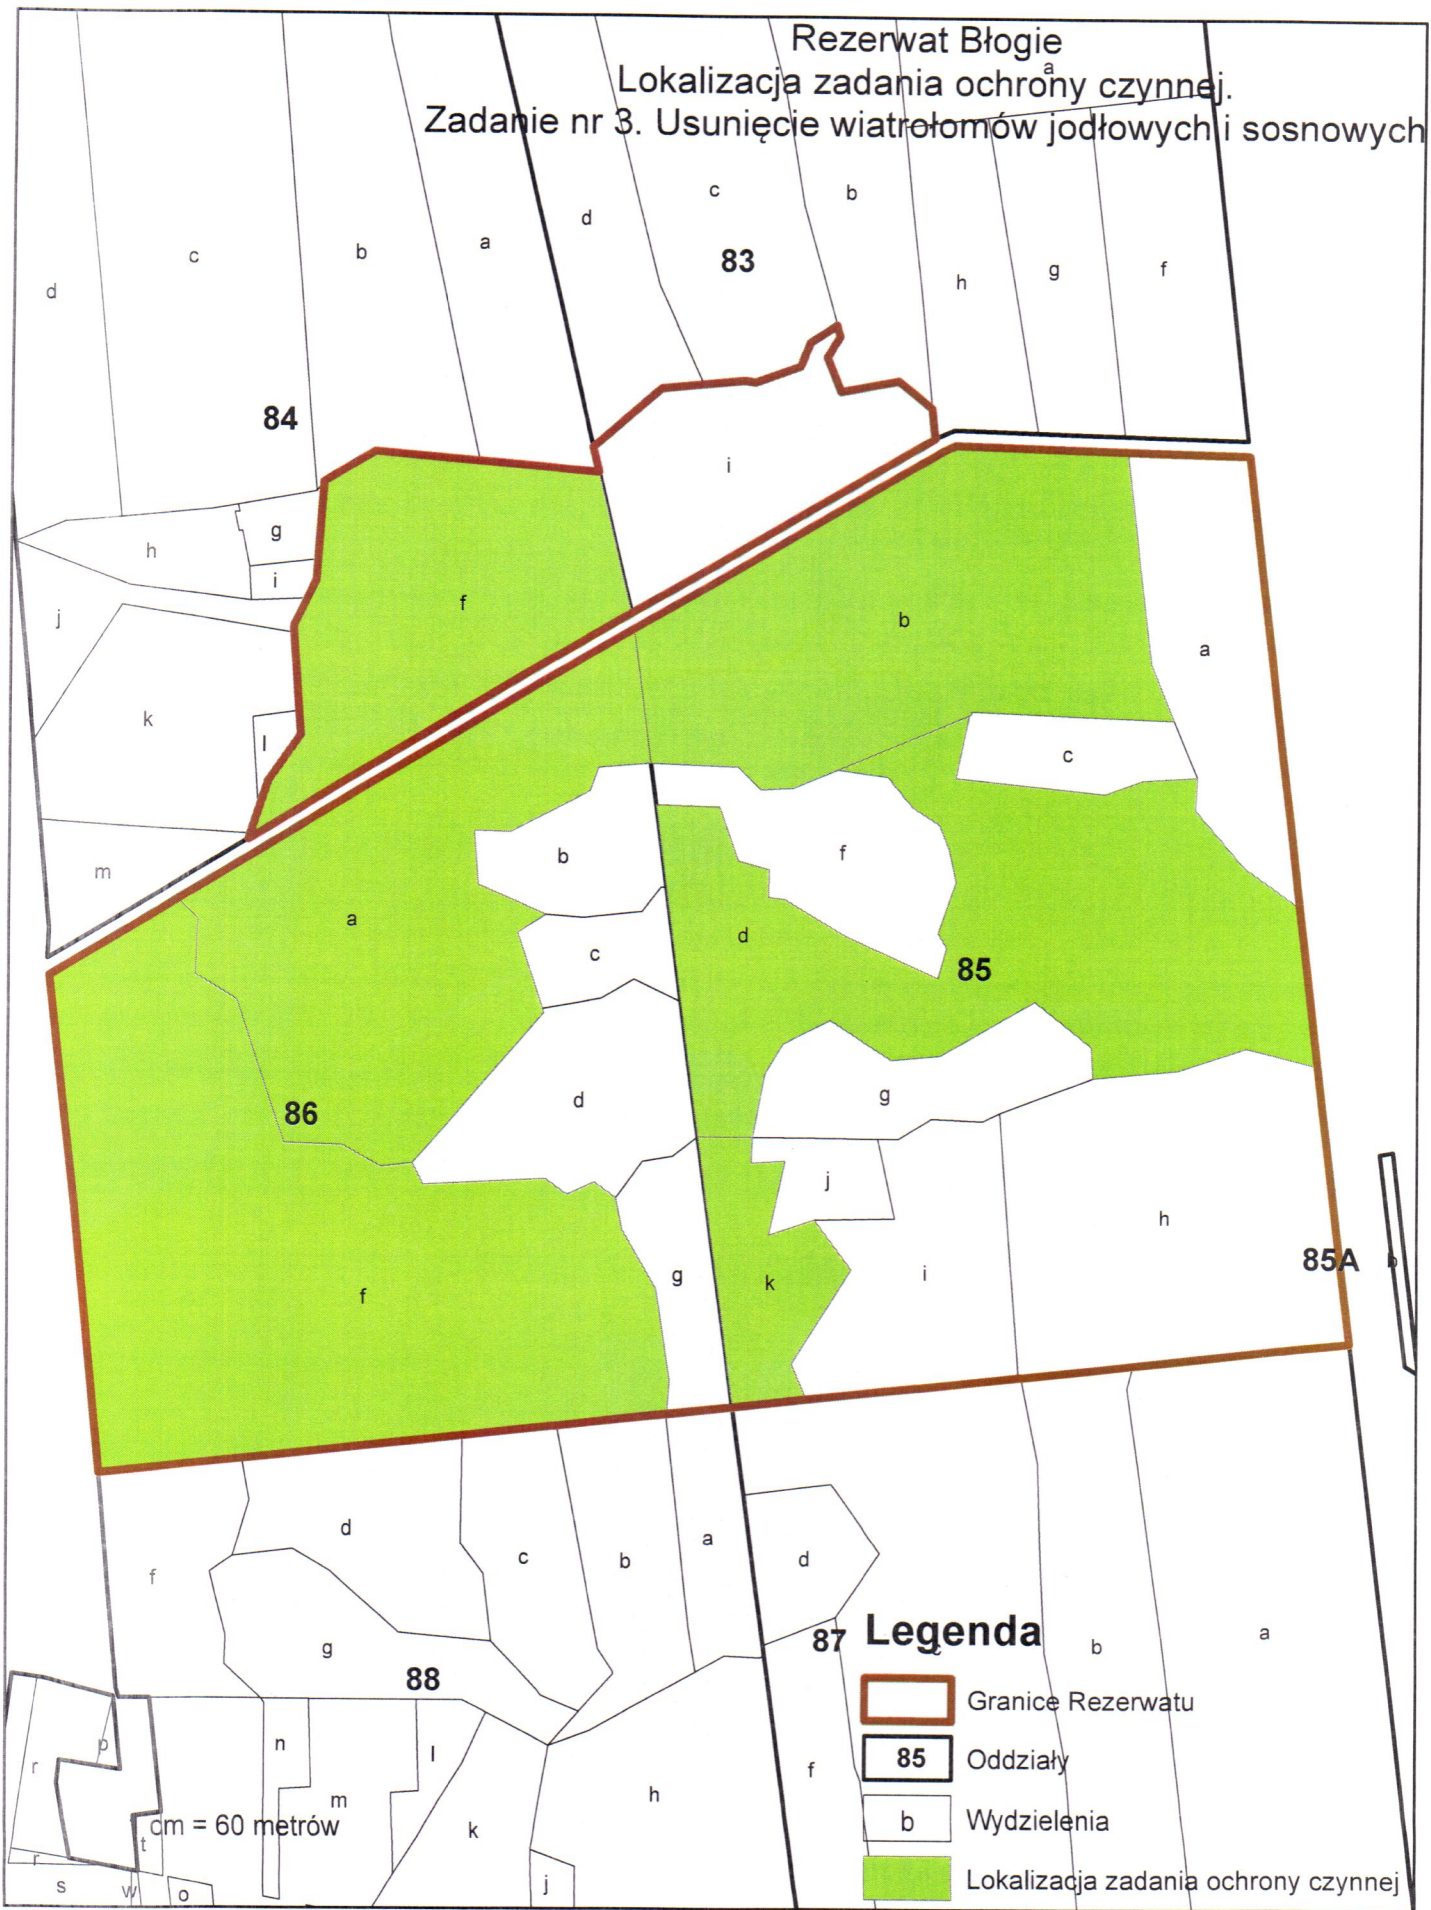 Rezerwat Błogie
a
Lokalizacja zadania ochrony czynnej.
Zadanie nr 3. Usunięcie wiatrołomów jodłowych i sosnowych
d
c
b
a
d
c
b
83
h
g
f
84
i
g
h
i
f
j
b
a
k
l
c
b
f
m
a
d
c
85
g
d
86
j
h
k
i
g
f
85A
b
d
a
c
b
d
f
87
Legenda
c
b
a
g
88
Granice Rezerwatu
n
p
l
r
85
Oddziały
f
m
h
cm = 60 metrów
k
b
Wydzielenia
t
r
j
s
w
o
Lokalizacja zadania ochrony czynnej